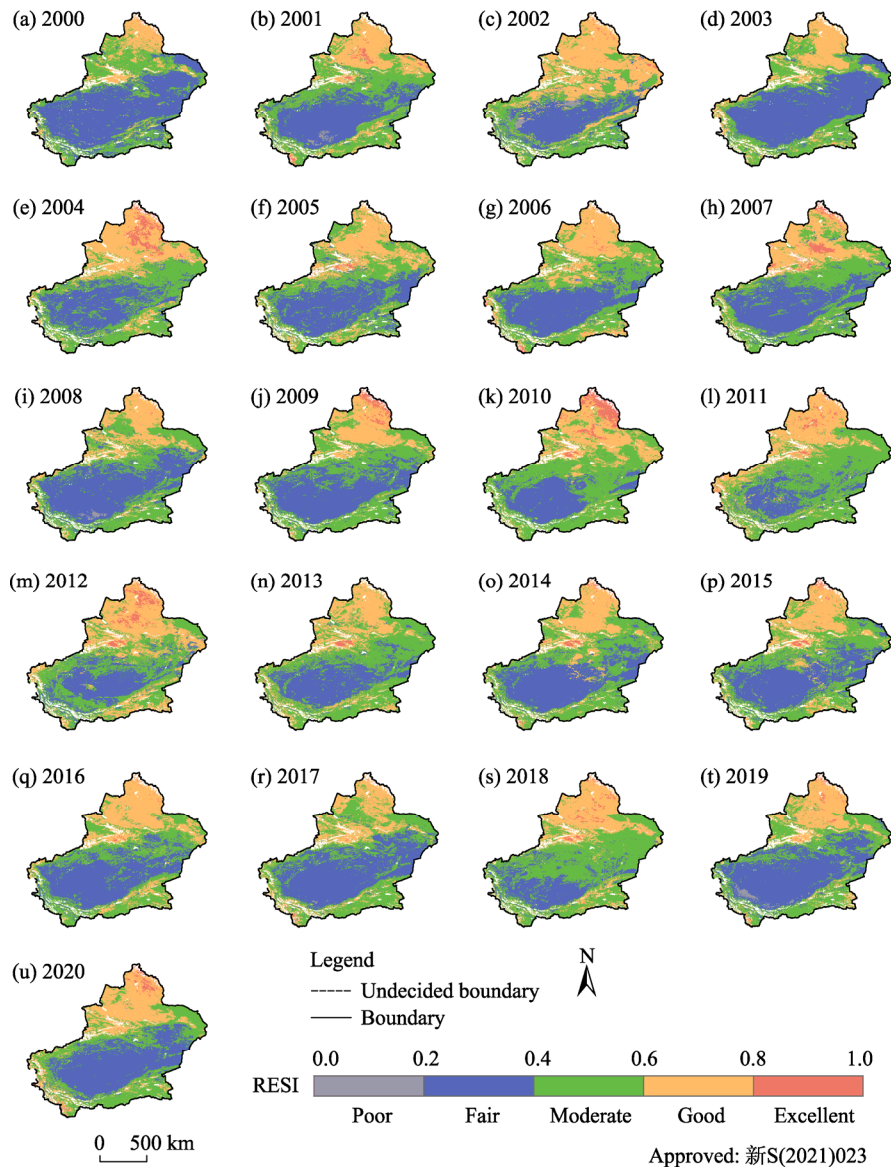 (a) 2000
(b) 2001
(c) 2002
(d) 2003
(e) 2004
(f) 2005
(g) 2006
(h) 2007
(i) 2008
(j) 2009
(k) 2010
(l) 2011
(m) 2012
(n) 2013
(o) 2014
(p) 2015
(q) 2016
(r) 2017
(s) 2018
(t) 2019
(u) 2020
N
Legend
Undecided boundary
Boundary
0.0 0.2 0.4 0.6 0.8 1.0
RESI
Poor Fair Moderate Good Excellent
0 500 km
Approved: 新S(2021)023